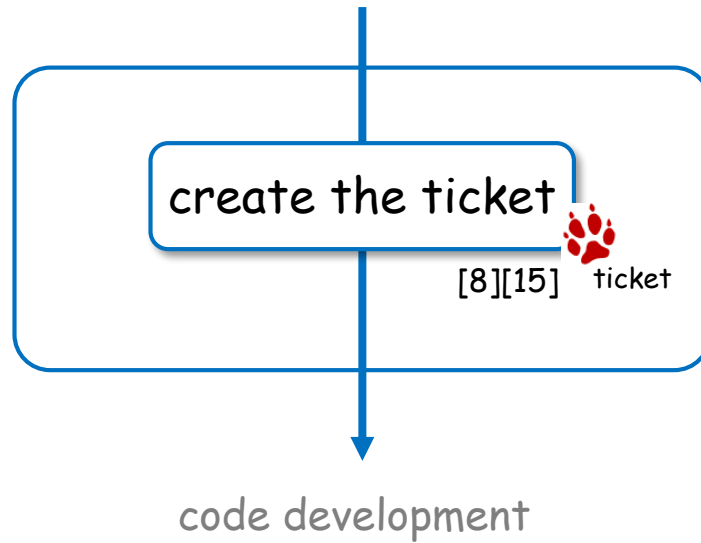 create the ticket
[8][15] ticket
code development